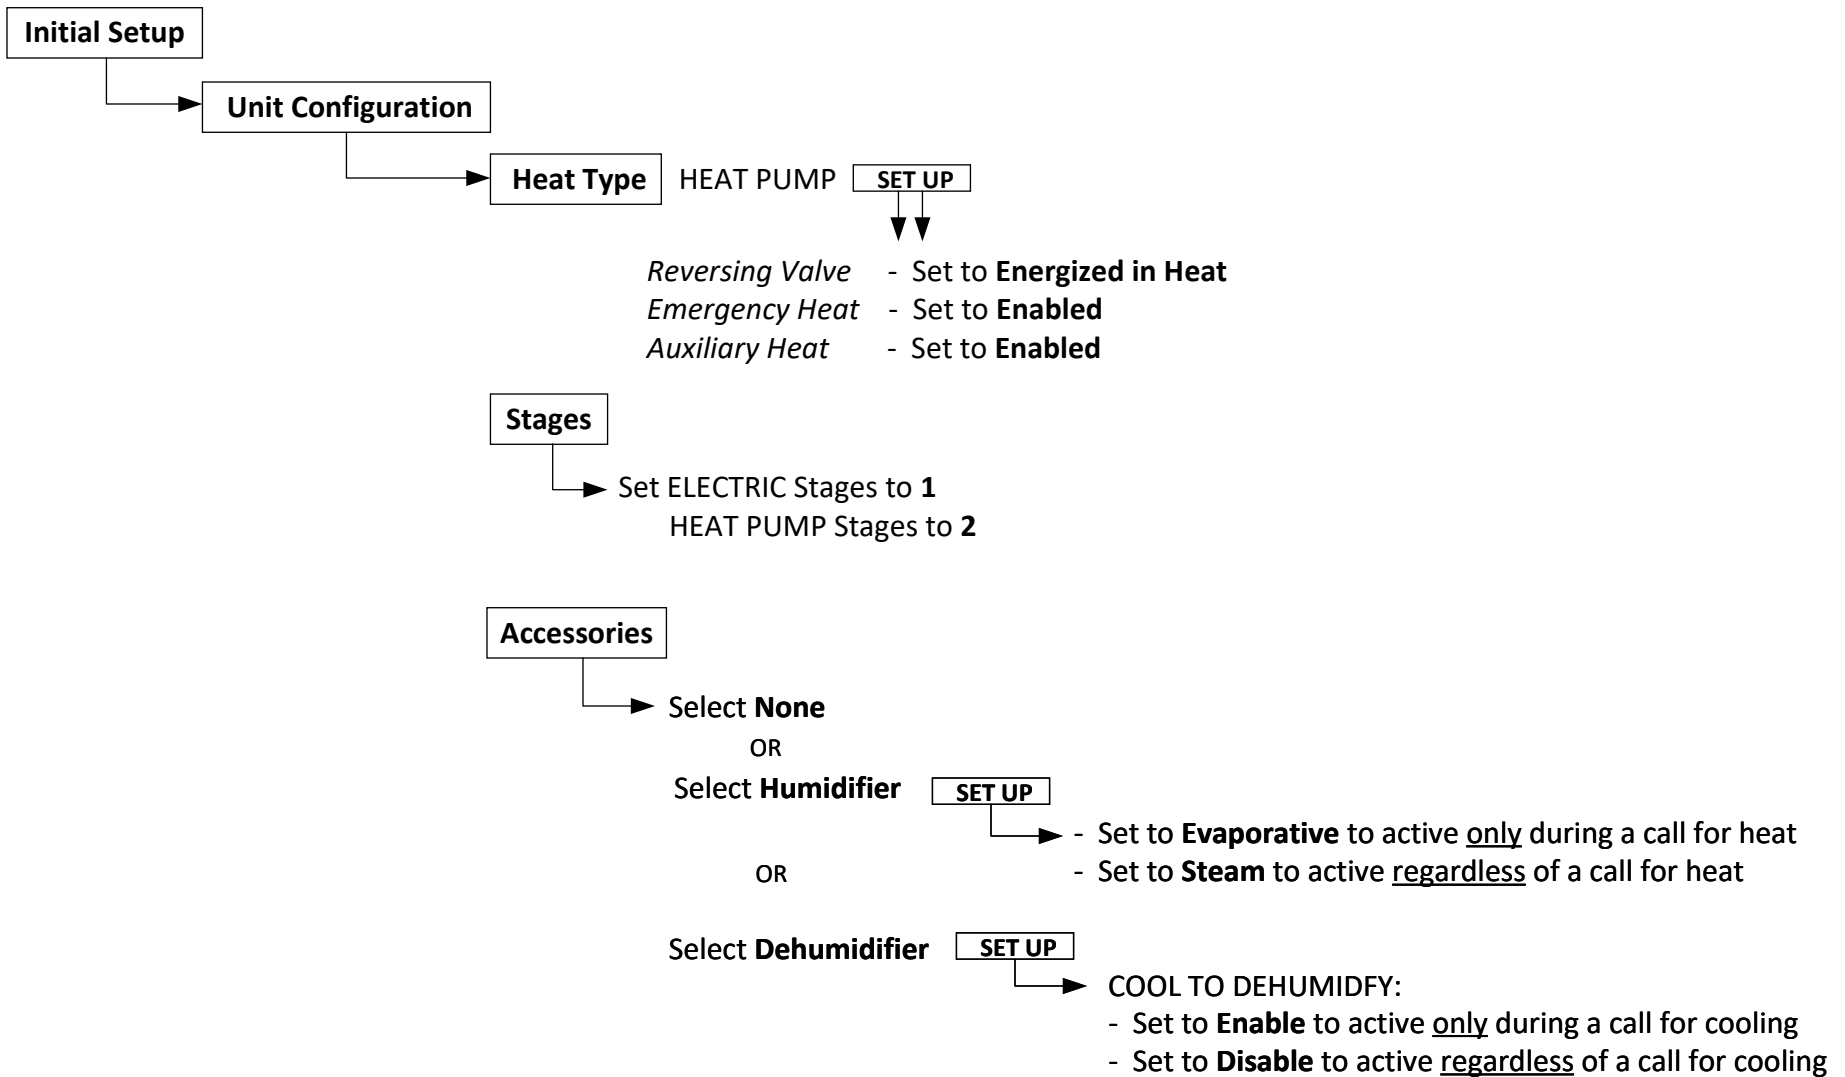 Initial Setup
Unit Configuration
Heat Type HEAT PUMP SET UP
Reversing Valve - Set to Energized in Heat
Emergency Heat - Set to Enabled
Auxiliary Heat - Set to Enabled
Stages
Set ELECTRIC Stages to 1
HEAT PUMP Stages to 2
Accessories
Select None
OR
Select Humidifier SET UP
- Set to Evaporative to active only during a call for heat
- Set to Steam to active regardless of a call for heat
OR
Select Dehumidifier SET UP
COOL TO DEHUMIDFY:
- Set to Enable to active only during a call for cooling
- Set to Disable to active regardless of a call for cooling